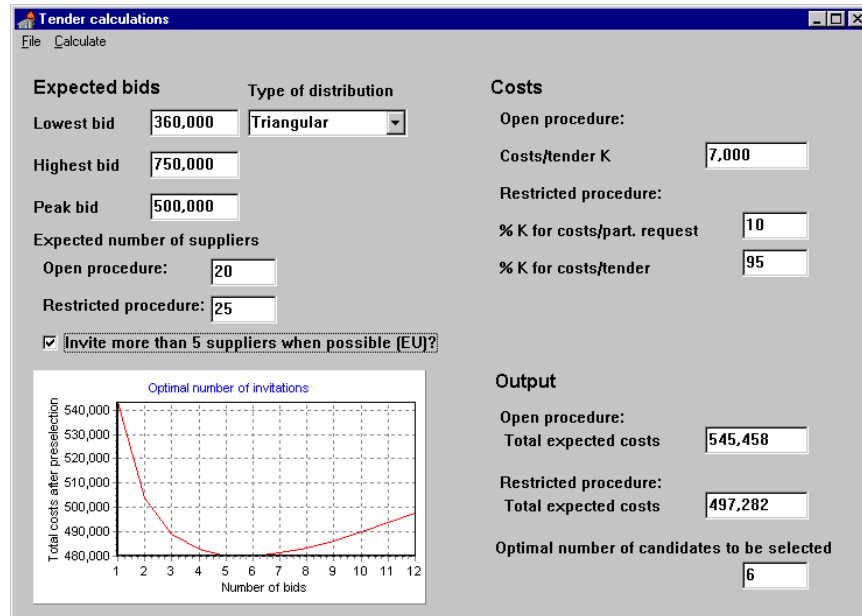 Tender calculations
File Calculate
Expected bids
Type of distribution
Lowest bid 360,000 Triangular
Highest bid 750,000
Peak bid 500,000
Expected number of suppliers
Open procedure: 20
Restricted procedure: 25
Invite more than 5 suppliers when possible (EU)?
Optimal number of invitations
Total costs after preselection
540,000
530,000
520,000
510,000
500,000
490,000
480,000
1 2 3 4 5 6 7 8 9 10 11 12
Number of bids
Costs
Open procedure:
Costs/tender K 7,000
Restricted procedure:
% K for costs/part. request 10
% K for costs/tender 95
Output
Open procedure:
Total expected costs 545,458
Restricted procedure:
Total expected costs 497,282
Optimal number of candidates to be selected
6